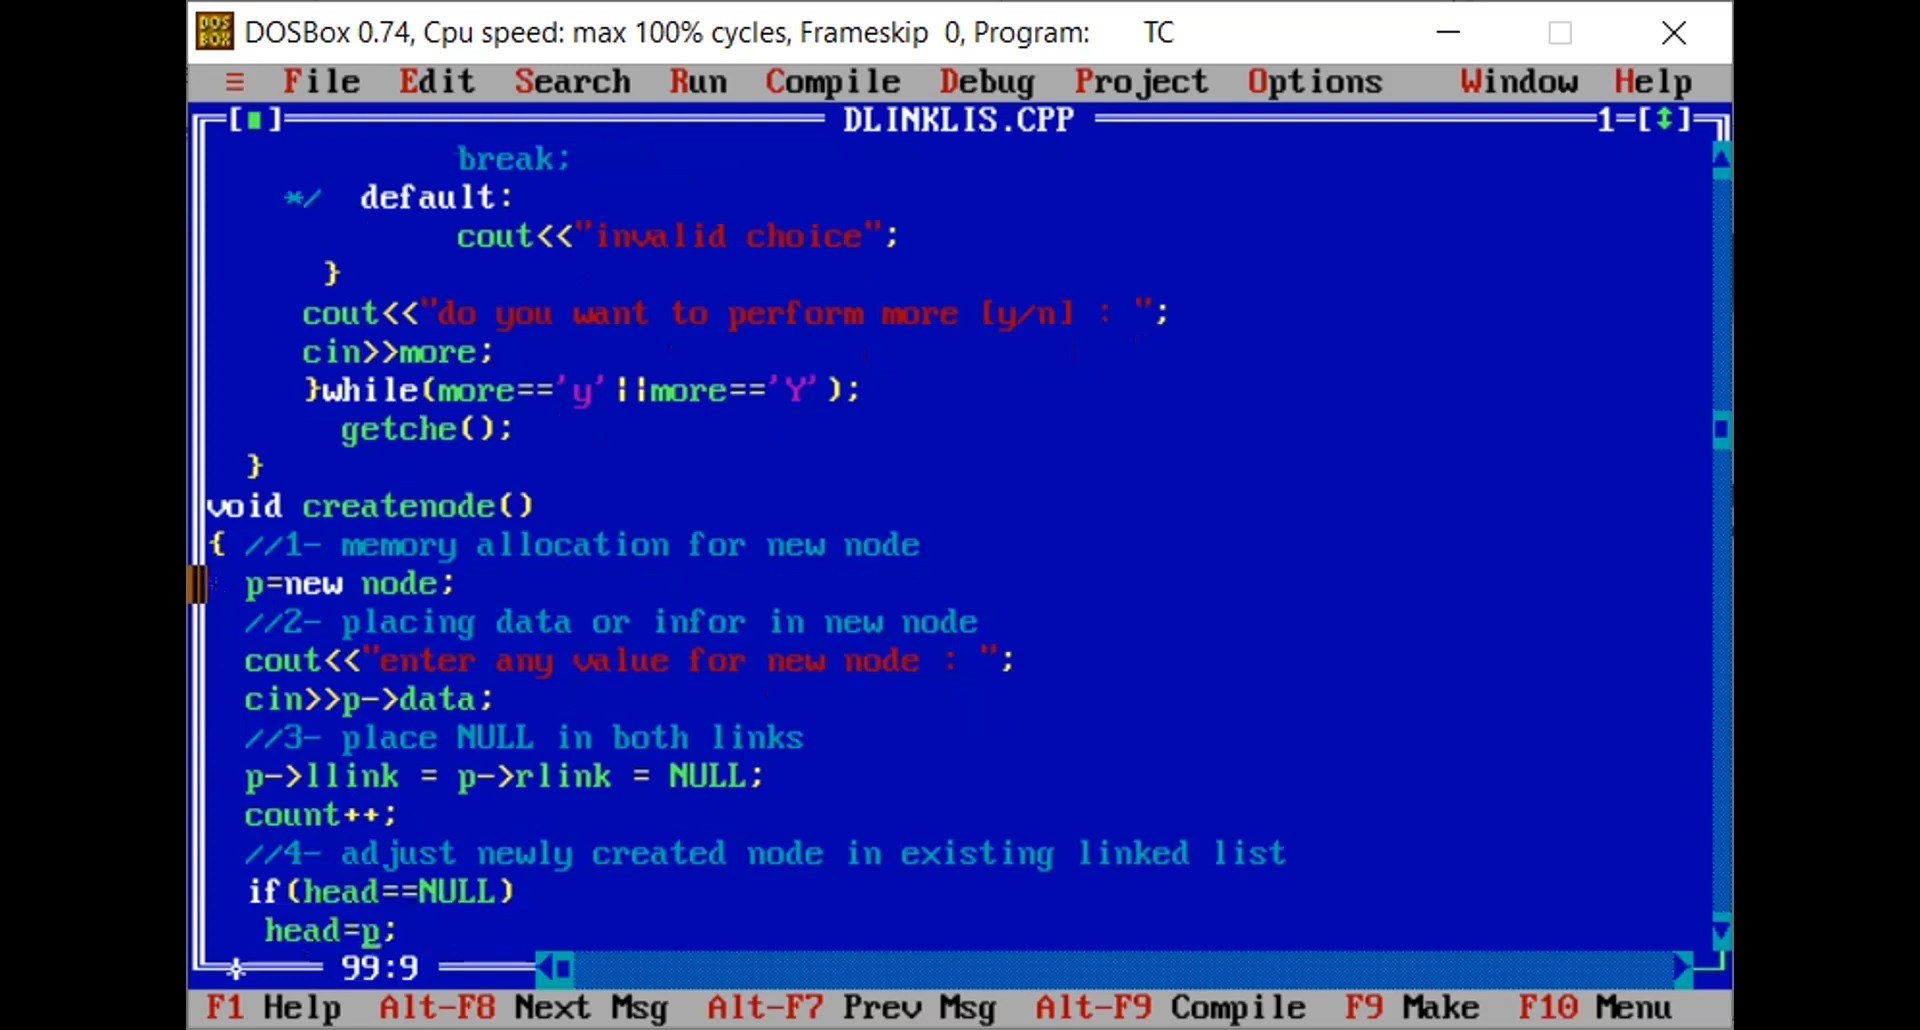 DOSBox 0.74, Cpu speed: max 100% cycles, Frameskip 0, Program: TC
≡ File Edit Search Run Compile Debug Project Options Window Help
[■] DLINKLIS.CPP 1=[↕]
break;
*/ default:
cout<<"invalid choice";
}
cout<<"do you want to perform more [y/n] : ";
cin>>more;
}while(more=='y'||more=='Y');
getche();
}
void createnode()
{ //1- memory allocation for new node
p=new node;
//2- placing data or infor in new node
cout<<"enter any value for new node : ";
cin>>p->data;
//3- place NULL in both links
p->llink = p->rlink = NULL;
count++;
//4- adjust newly created node in existing linked list
if(head==NULL)
head=p;
99:9
F1 Help Alt-F8 Next Msg Alt-F7 Prev Msg Alt-F9 Compile F9 Make F10 Menu